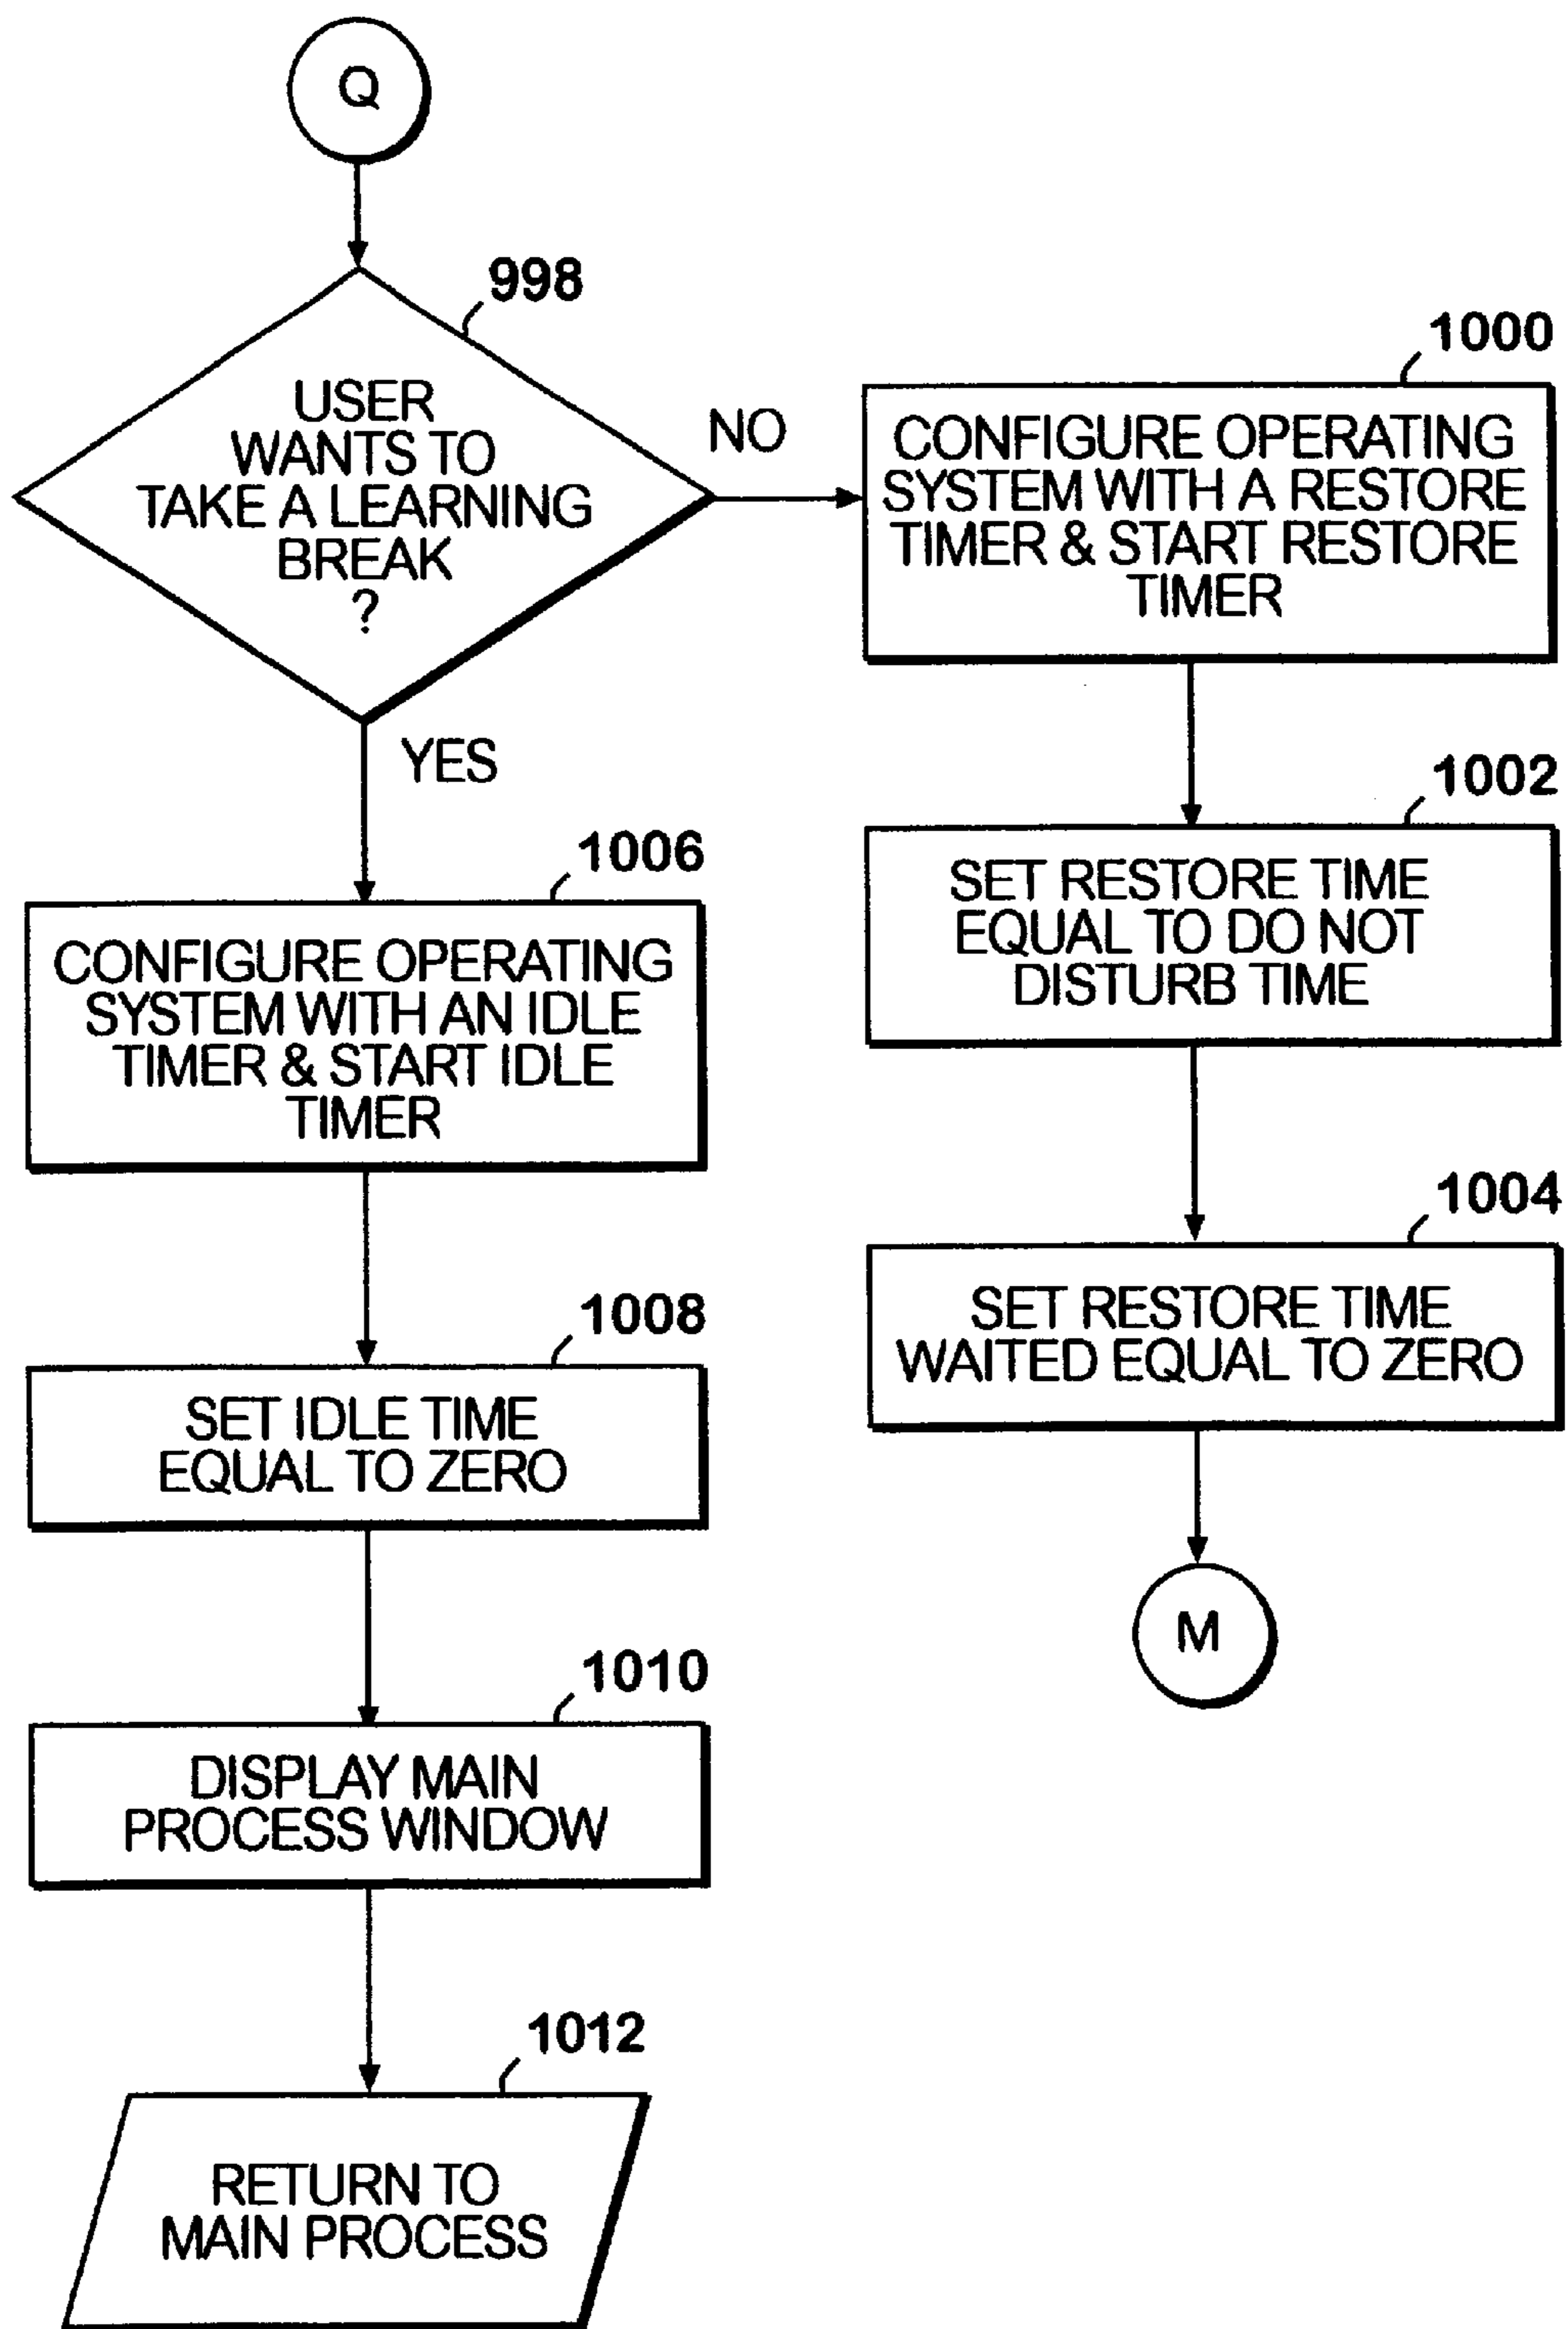 Q
998
USER
WANTS TO
TAKE A LEARNING
BREAK
?
NO
YES
1000
CONFIGURE OPERATING
SYSTEM WITH A RESTORE
TIMER & START RESTORE
TIMER
1002
SET RESTORE TIME
EQUAL TO DO NOT
DISTURB TIME
1004
SET RESTORE TIME
WAITED EQUAL TO ZERO
M
1006
CONFIGURE OPERATING
SYSTEM WITH AN IDLE
TIMER & START IDLE
TIMER
1008
SET IDLE TIME
EQUAL TO ZERO
1010
DISPLAY MAIN
PROCESS WINDOW
1012
RETURN TO
MAIN PROCESS